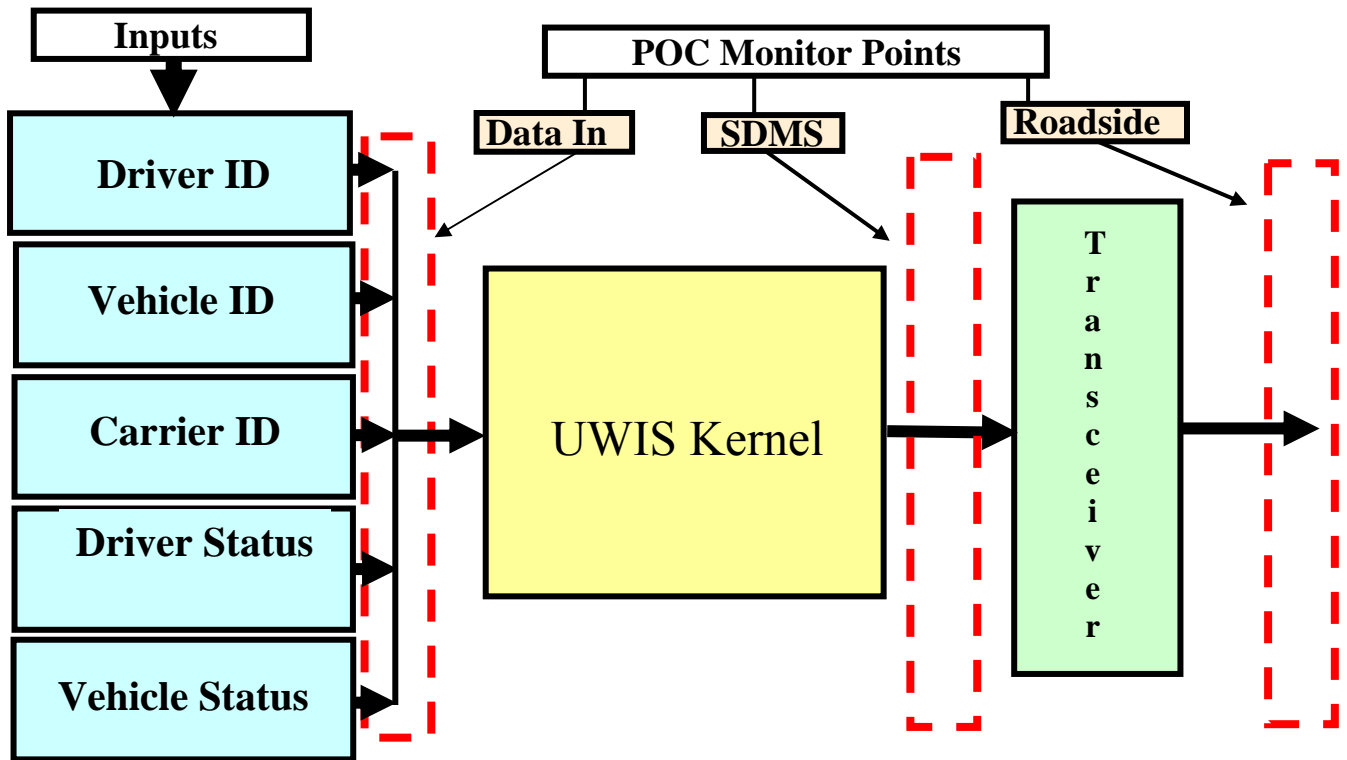 Inputs
POC Monitor Points
Data In
SDMS
Roadside
Driver ID
Vehicle ID
Carrier ID
Driver Status
Vehicle Status
UWIS Kernel
Transceiver